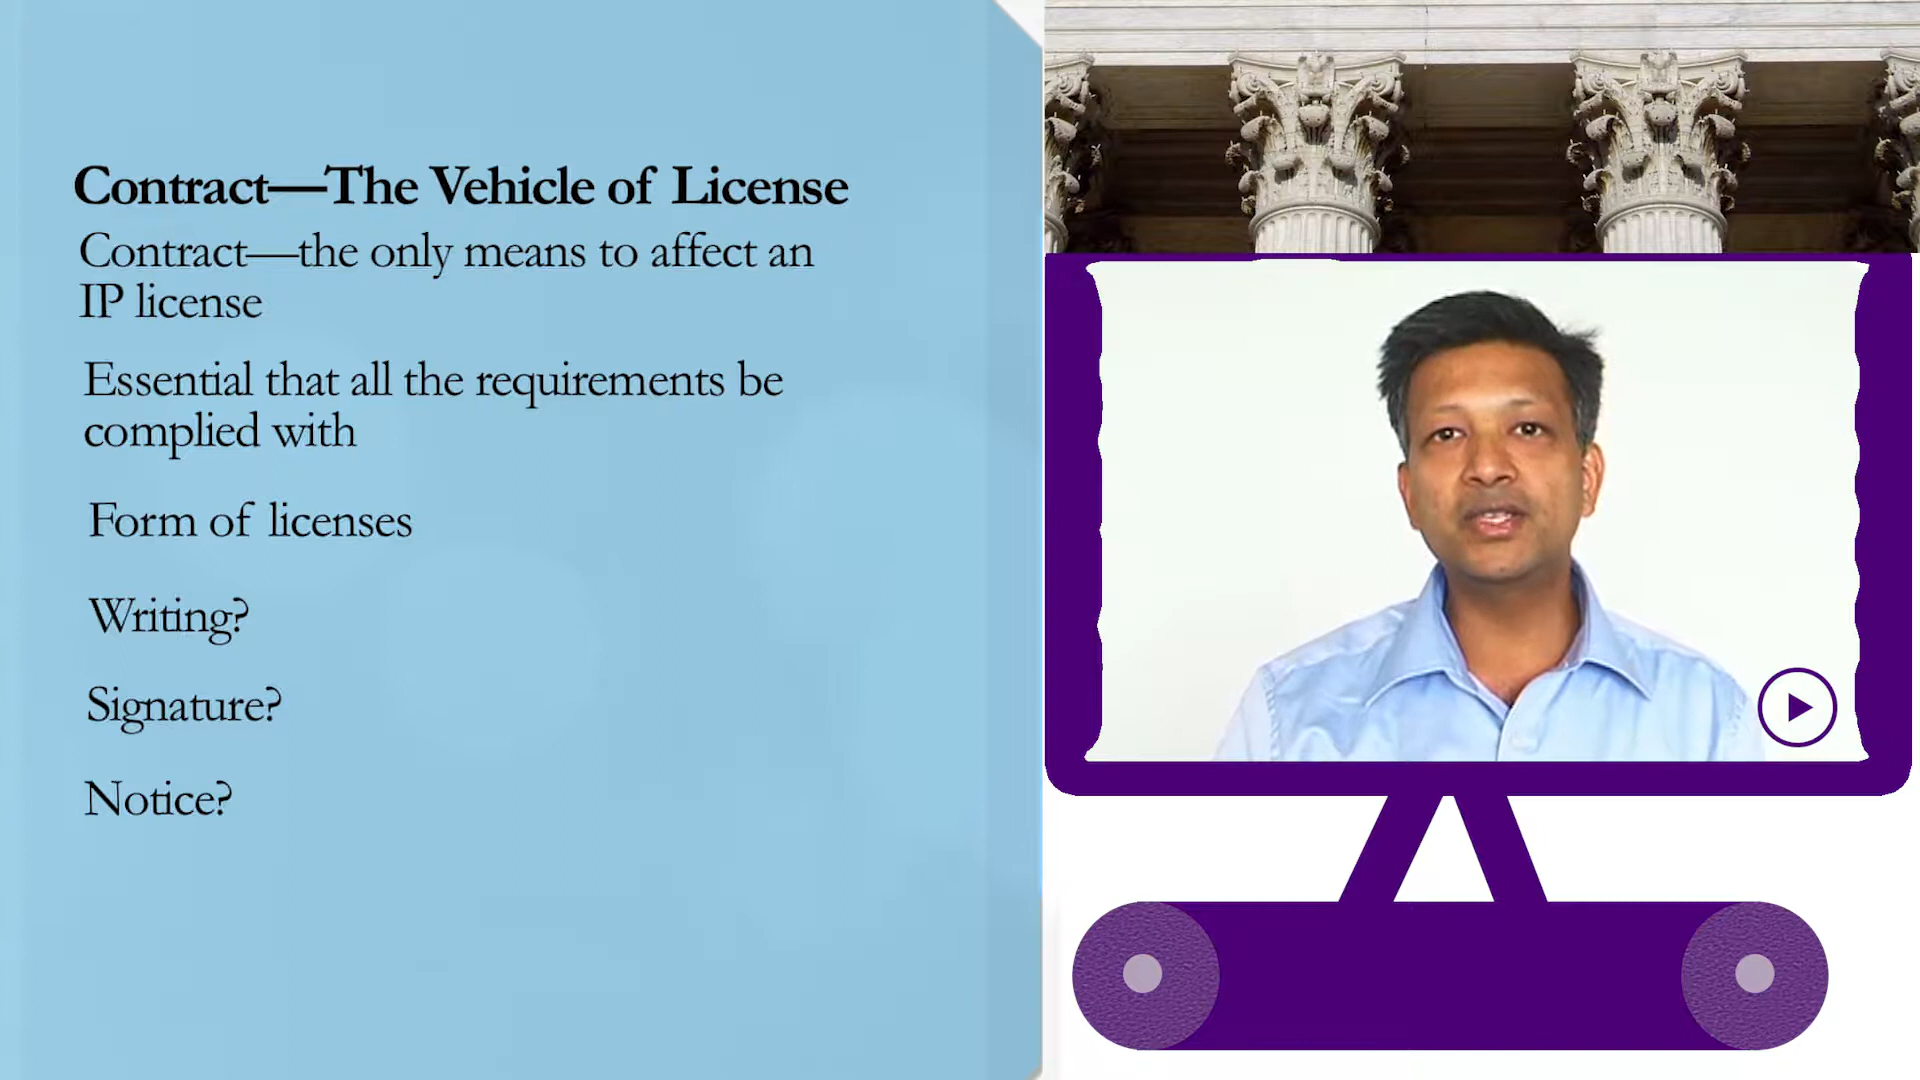 Contract—The Vehicle of License
Contract—the only means to affect an
IP license
Essential that all the requirements be
complied with
Form of licenses
Writing?
Signature?
Notice?